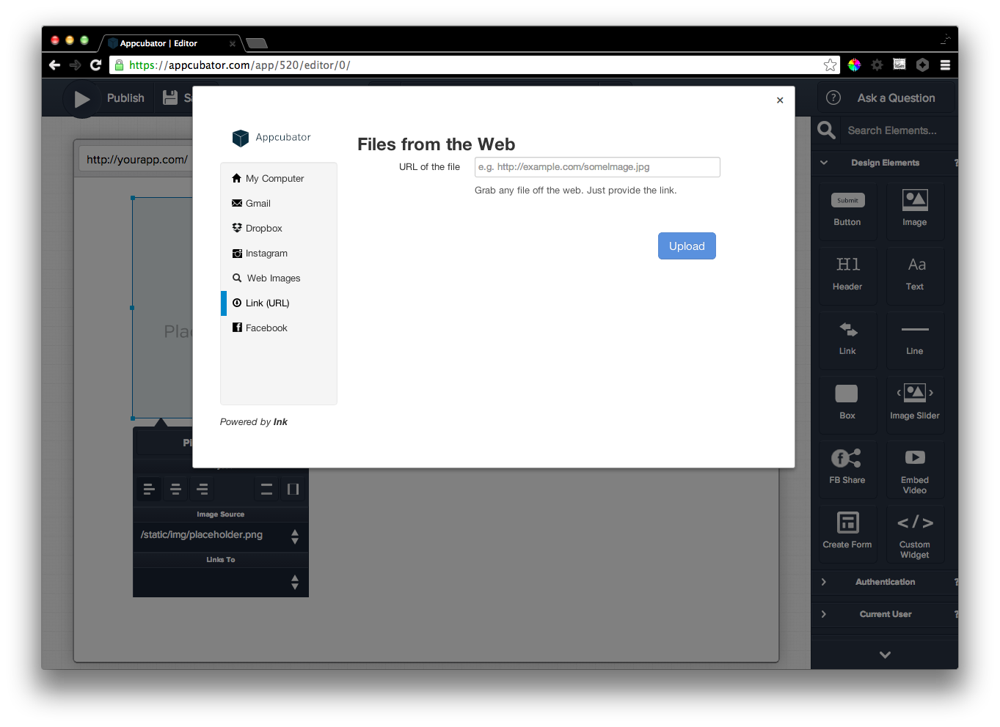 Appcubator | Editor
https://appcubator.com/app/520/editor/0/
Publish
Ask a Question
Appcubator
Files from the Web
URL of the file
e.g. http://example.com/someImage.jpg
Grab any file off the web. Just provide the link.
Upload
My Computer
Gmail
Dropbox
Instagram
Web Images
Link (URL)
Facebook
Powered by Ink
http://yourapp.com/
Image Source
/static/img/placeholder.png
Links To
Search Elements...
Design Elements ?
Submit
Button
Image
H1
Header
Aa
Text
Link
Line
Box
Image Slider
FB Share
Embed
Video
Create Form
</>
Custom
Widget
Authentication ?
Current User ?